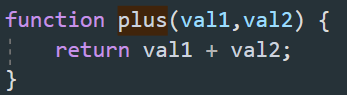 function plus(val1,val2) {
    return val1 + val2;
}